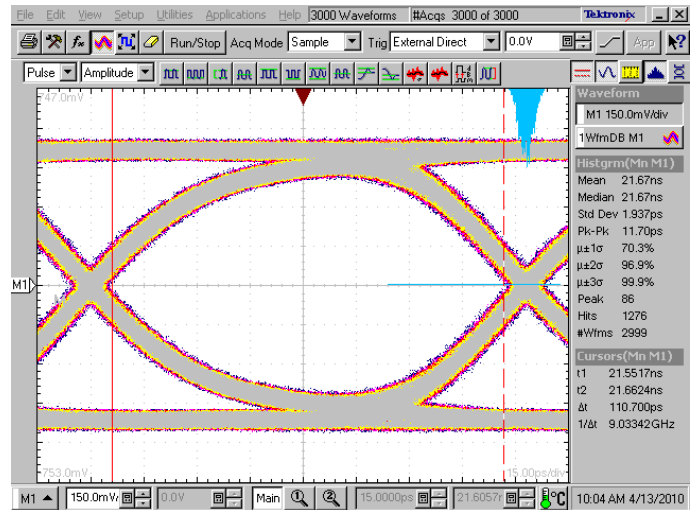 File Edit View Setup Utilities Applications Help 3000 Waveforms #Acqs 3000 of 3000 Tektronix
Run/Stop Acq Mode Sample Trig External Direct 0.0V App
Pulse Amplitude
747.0mV
Waveform
M1 150.0mV/div
1WfmDB M1
Histgrm(Mn M1)
Mean 21.67ns
Median 21.67ns
Std Dev 1.937ps
Pk-Pk 11.70ps
µ±1σ 70.3%
µ±2σ 96.9%
µ±3σ 99.9%
Peak 86
Hits 1276
#Wfms 2999
M1
Cursors(Mn M1)
t1 21.5517ns
t2 21.6624ns
Δt 110.700ps
1/Δt 9.03342GHz
-753.0mV
15.00ps/div
M1 150.0mV/ 0.0V Main 15.0000ps 21.6057r °C 10:04 AM 4/13/2010